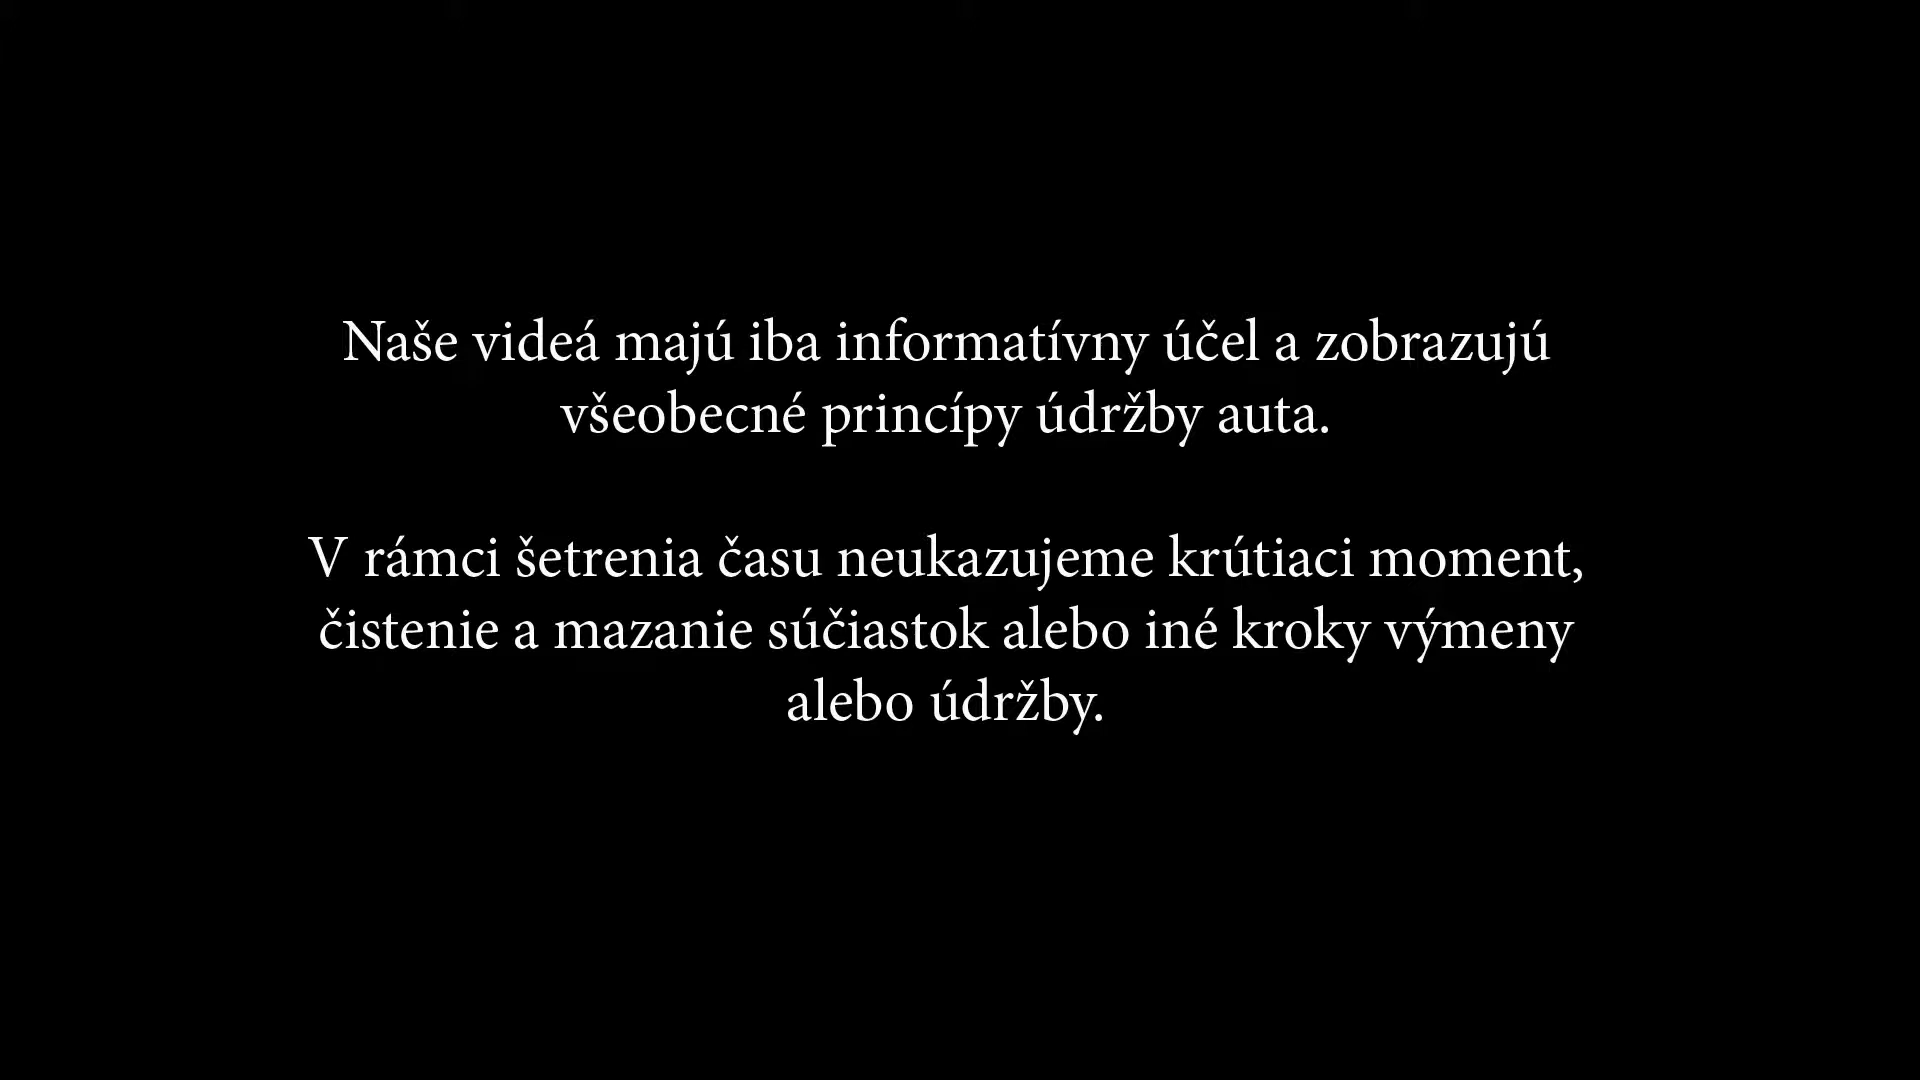 Naše videá majú iba informatívny účel a zobrazujú
všeobecné princípy údržby auta.
V rámci šetrenia času neukazujeme krútiaci moment,
čistenie a mazanie súčiastok alebo iné kroky výmeny
alebo údržby.